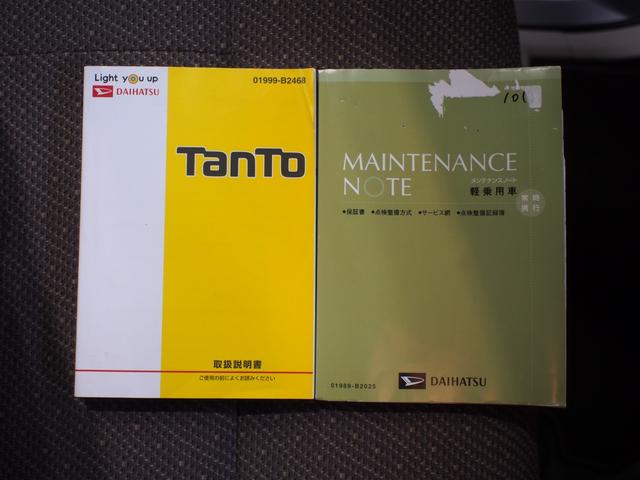 Light you up
DAIHATSU
01999-B2468
TanTo
取扱説明書
ご使用の前によくお読みください
101
MAINTENANCE
NOTE
メンテナンスノート
軽乗用車
常時
携行
●保証書 ●点検整備方式 ●サービス網 ●点検整備記録簿
01989-B2025
DAIHATSU